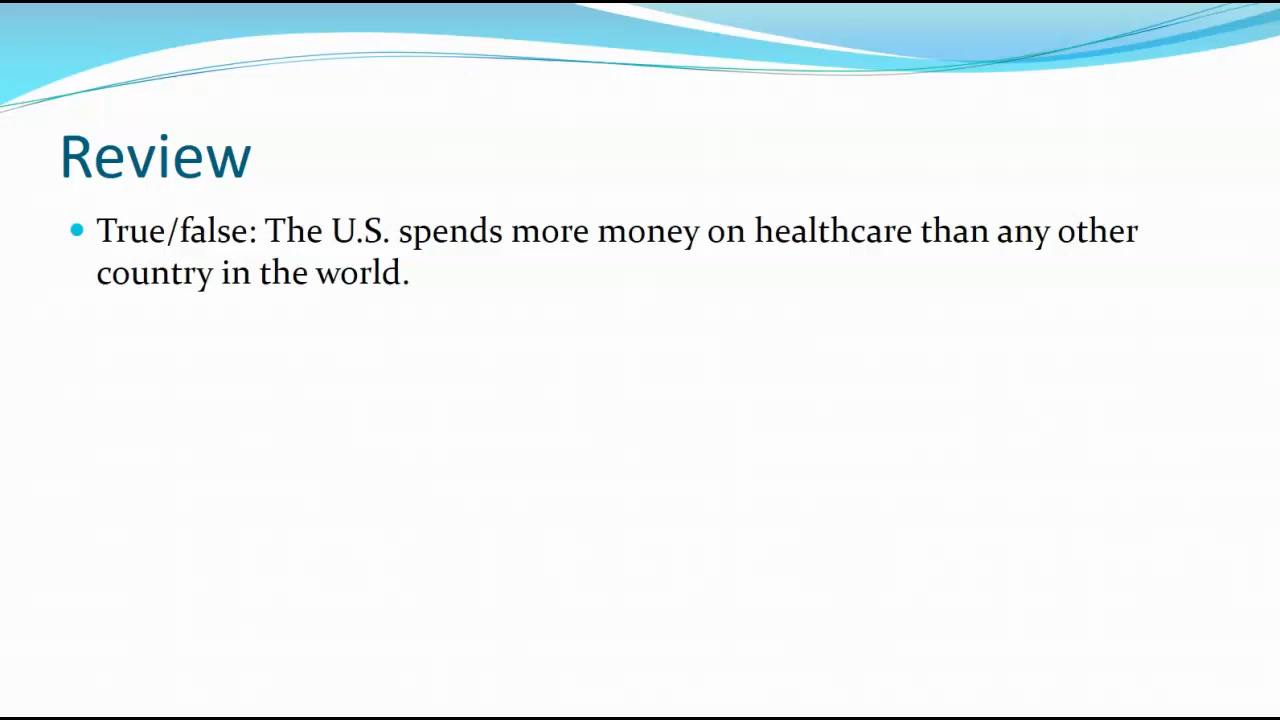 Review
• True/false: The U.S. spends more money on healthcare than any other
country in the world.